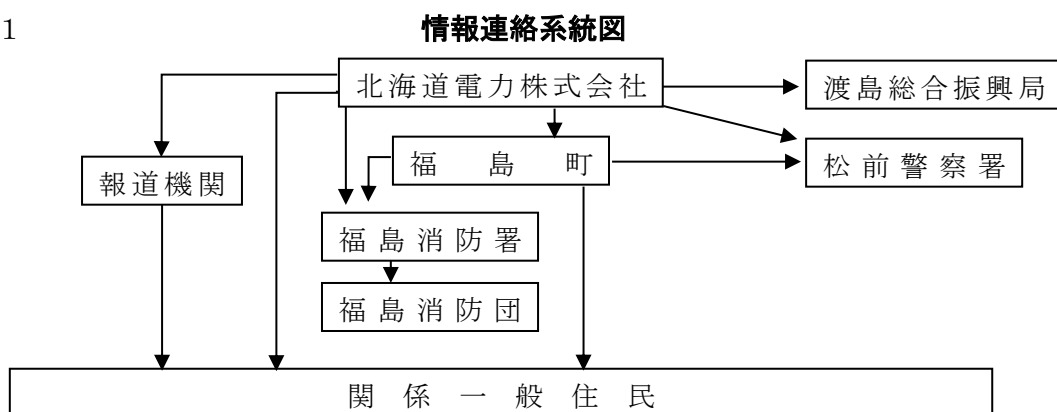 1
情報連絡系統図
北海道電力株式会社
渡島総合振興局
福島町
松前警察署
報道機関
福島消防署
福島消防団
関係一般住民